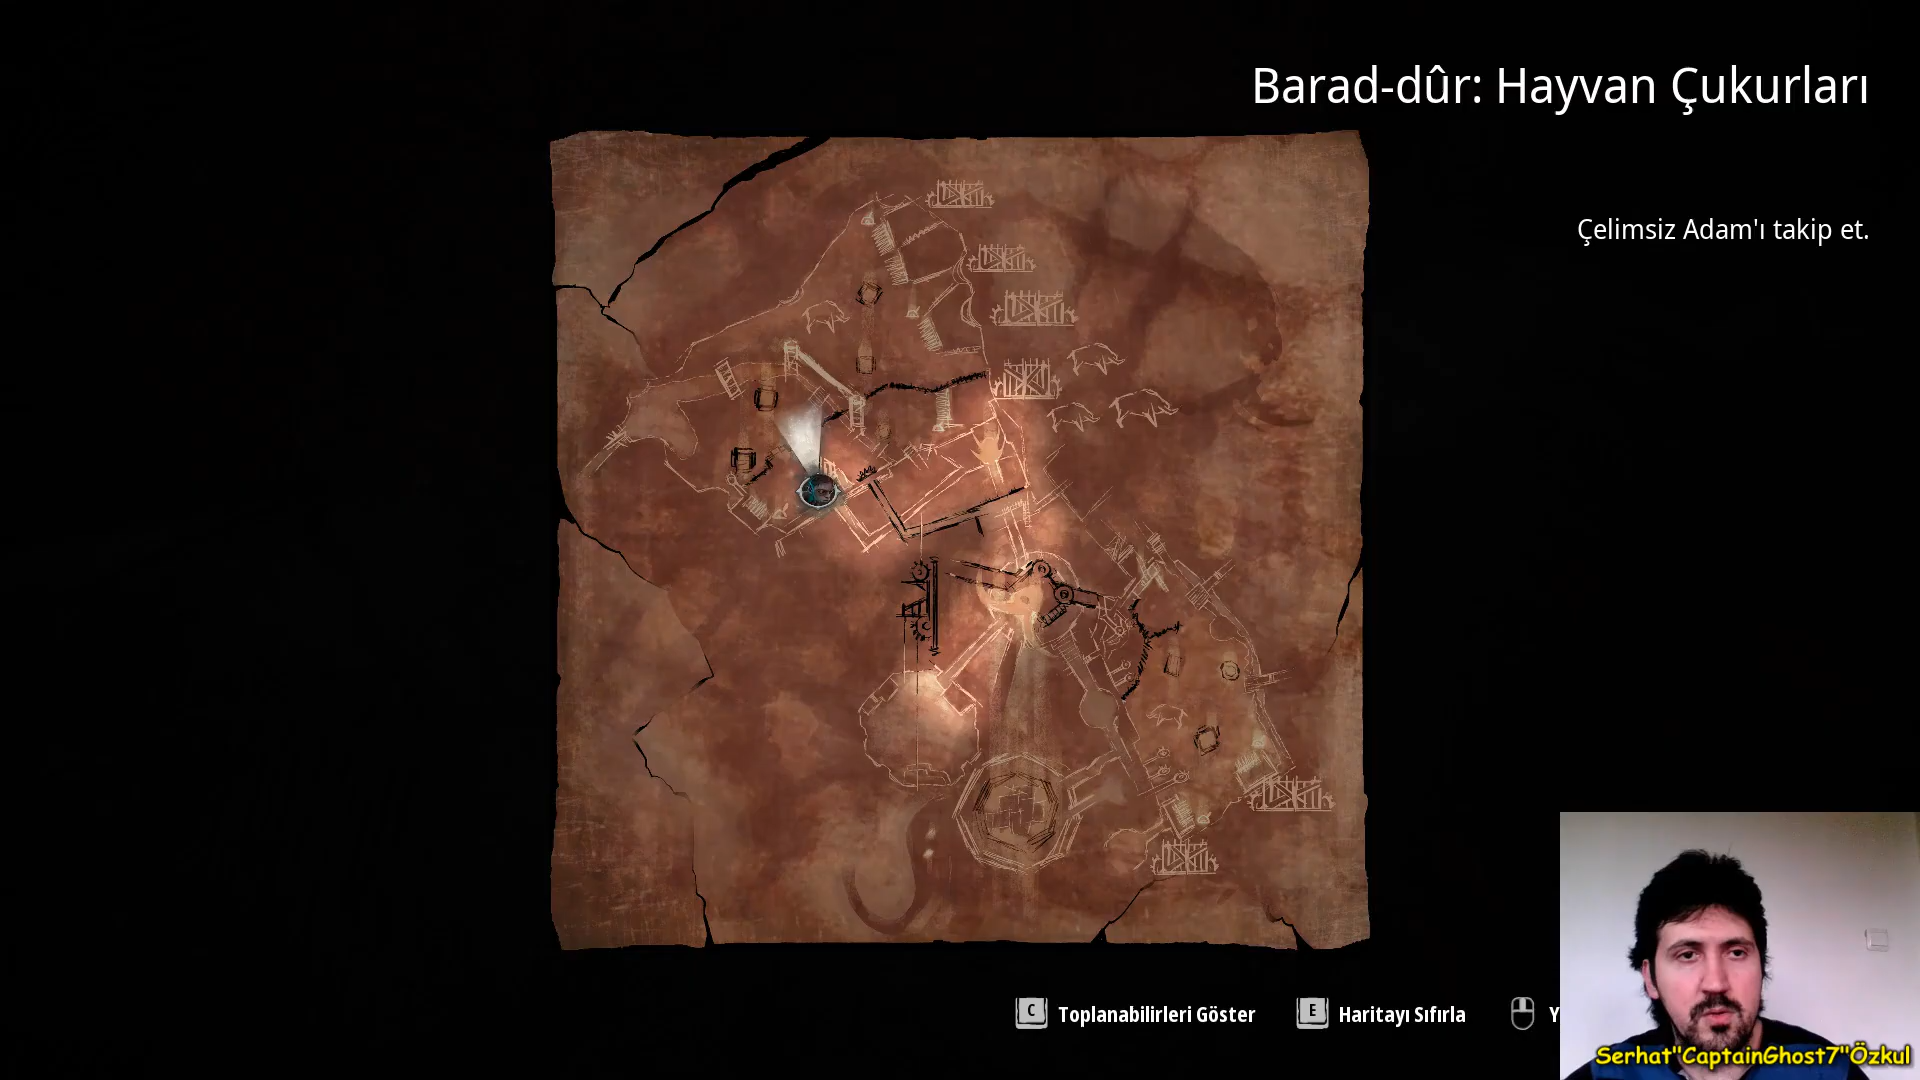 Barad-dûr: Hayvan Çukurları
Çelimsiz Adam'ı takip et.
C Toplanabilirleri Göster E Haritayı Sıfırla Y
Serhat"CaptainGhost7"Özkul